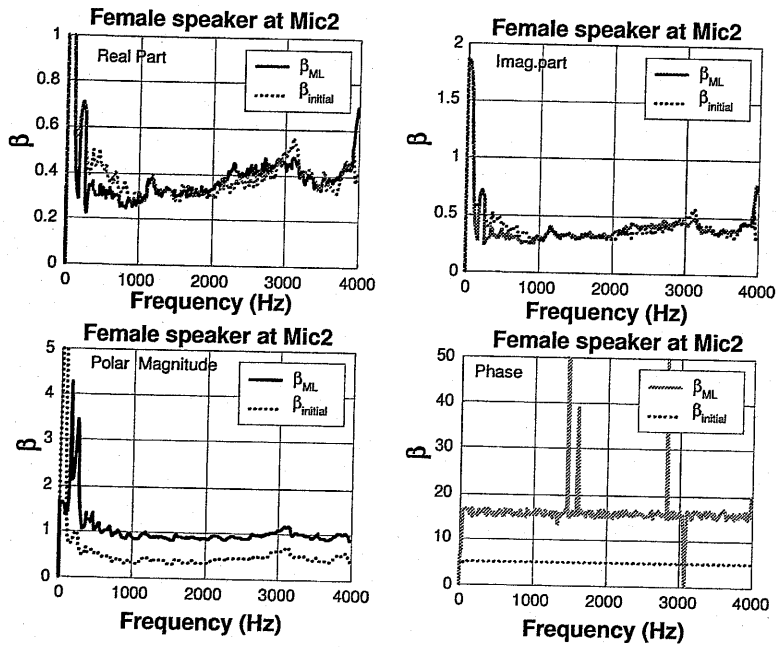 Female speaker at Mic2
Real Part
β_ML
β_initial
1
0.8
0.6
0.4
0.2
0
β
0 1000 2000 3000 4000
Frequency (Hz)
Female speaker at Mic2
Imag.part
β_ML
β_initial
2
1.5
1
0.5
0
β
0 1000 2000 3000 4000
Frequency (Hz)
Female speaker at Mic2
Polar Magnitude
β_ML
β_initial
5
4
3
2
1
0
β
0 1000 2000 3000 4000
Frequency (Hz)
Female speaker at Mic2
Phase
β_ML
β_initial
50
40
30
20
10
0
β
0 1000 2000 3000 4000
Frequency (Hz)